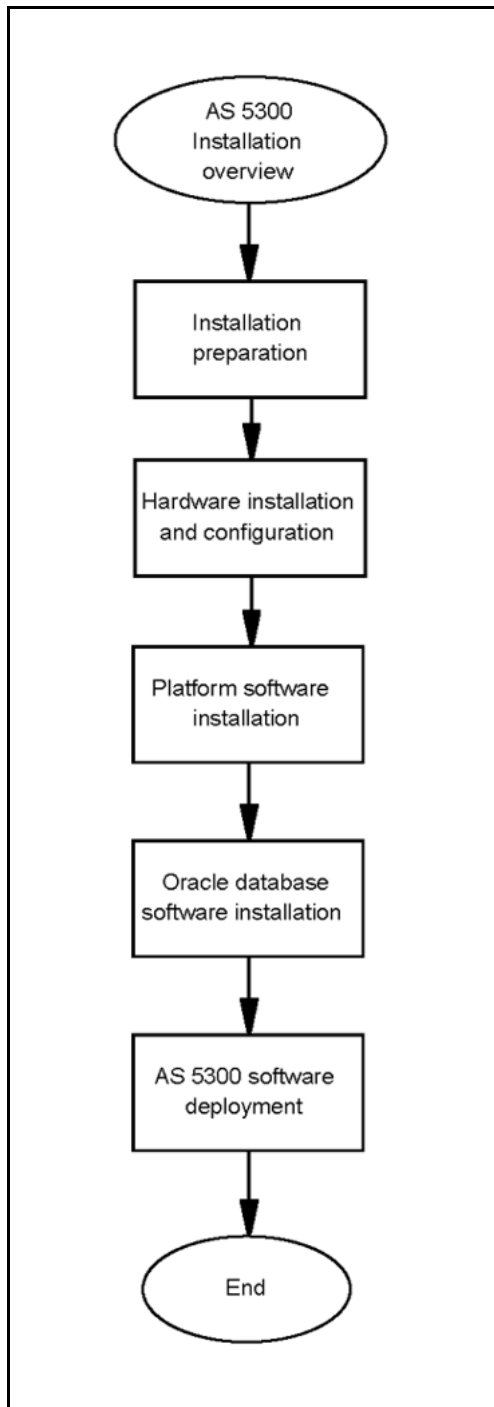 AS 5300
Installation
overview
Installation
preparation
Hardware installation
and configuration
Platform software
installation
Oracle database
software installation
AS 5300 software
deployment
End